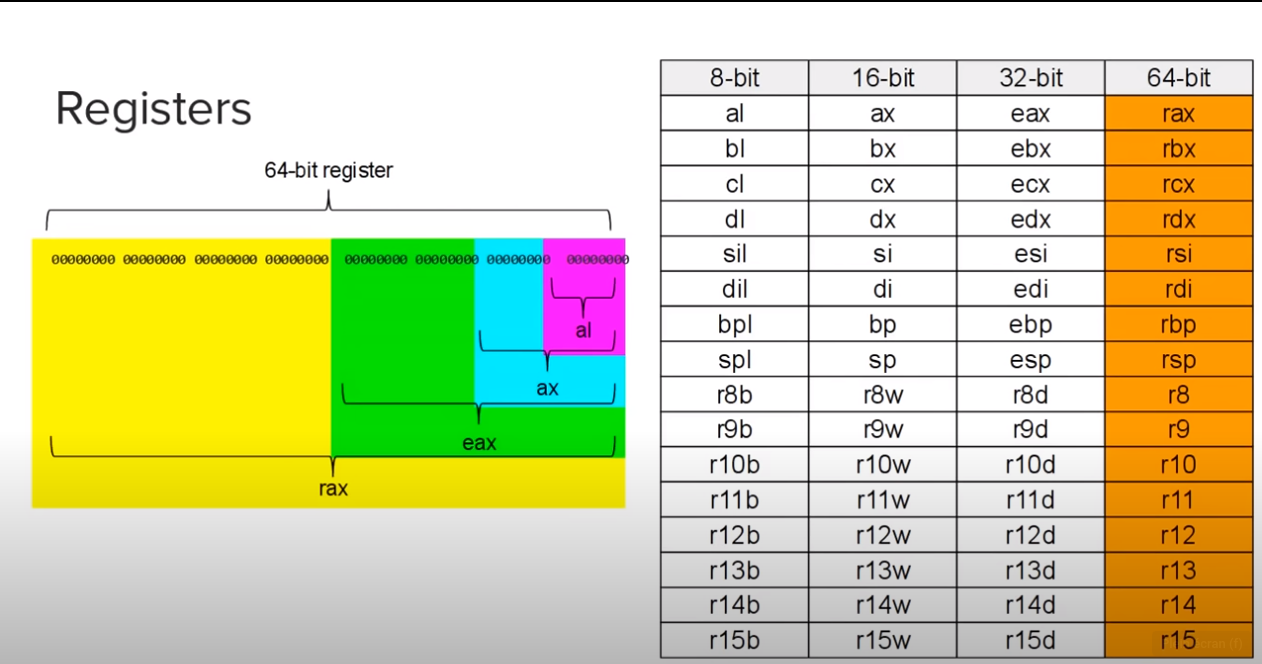 Registers
64-bit register
00000000 00000000 00000000 00000000 00000000 00000000 00000000 00000000
al
ax
eax
rax
8-bit 16-bit 32-bit 64-bit
al ax eax rax
bl bx ebx rbx
cl cx ecx rcx
dl dx edx rdx
sil si esi rsi
dil di edi rdi
bpl bp ebp rbp
spl sp esp rsp
r8b r8w r8d r8
r9b r9w r9d r9
r10b r10w r10d r10
r11b r11w r11d r11
r12b r12w r12d r12
r13b r13w r13d r13
r14b r14w r14d r14
r15b r15w r15d r15